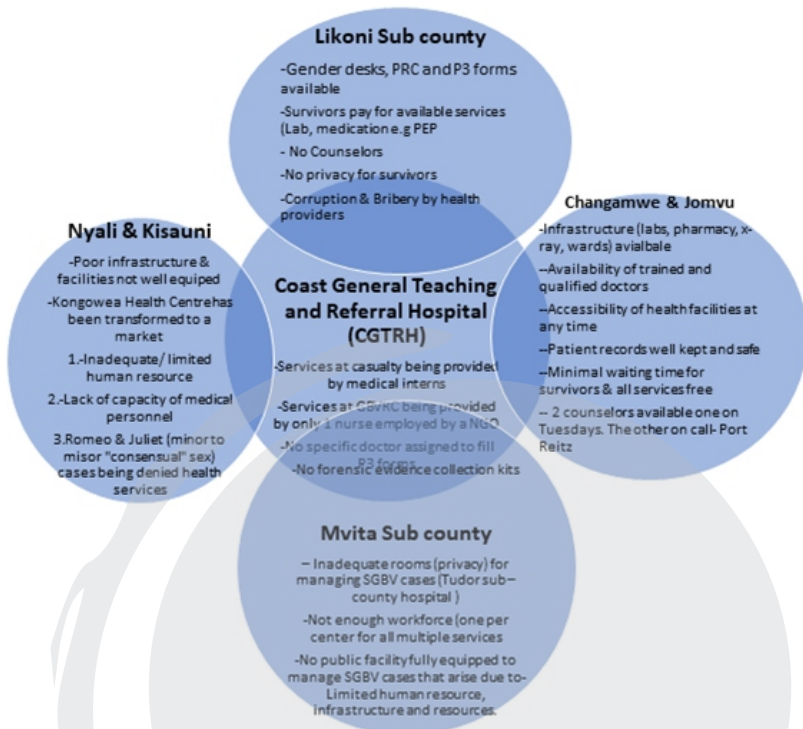 Likoni Sub county
-Gender desks, PRC and P3 forms
available
-Survivors pay for available services
(Lab, medication e.g PEP
- No Counselors
-No privacy for survivors
-Corruption & Bribery by health
providers
Nyali & Kisauni
-Poor infrastructure &
facilities not well equiped
-Kongowea Health Centrehas
been transformed to a
market
1.-Inadequate/ limited
human resource
2.-Lack of capacity of medical
personnel
3.Romeo & Juliet (minor to
misor "consensual" sex)
cases being denied health
services
Coast General Teaching
and Referral Hospital
(CGTRH)
-Services at casualty being provided
by medical interns
-Services at GBVRC being provided
by only 1 nurse employed by a NGO
-No specific doctor assigned to fill
P3 forms
-No forensic evidence collection kits
Changamwe & Jomvu
-Infrastructure (labs, pharmacy, x-
ray, wards) avialbale
--Availability of trained and
qualified doctors
--Accessibility of health facilities at
any time
--Patient records well kept and safe
--Minimal waiting time for
survivors & all services free
-- 2 counselors available one on
Tuesdays. The other on call- Port
Reitz
Mvita Sub county
– Inadequate rooms (privacy) for
managing SGBV cases (Tudor sub–
county hospital )
-Not enough workforce (one per
center for all multiple services
-No public facility fully equipped to
manage SGBV cases that arise due to-
Limited human resource,
infrastructure and resources.